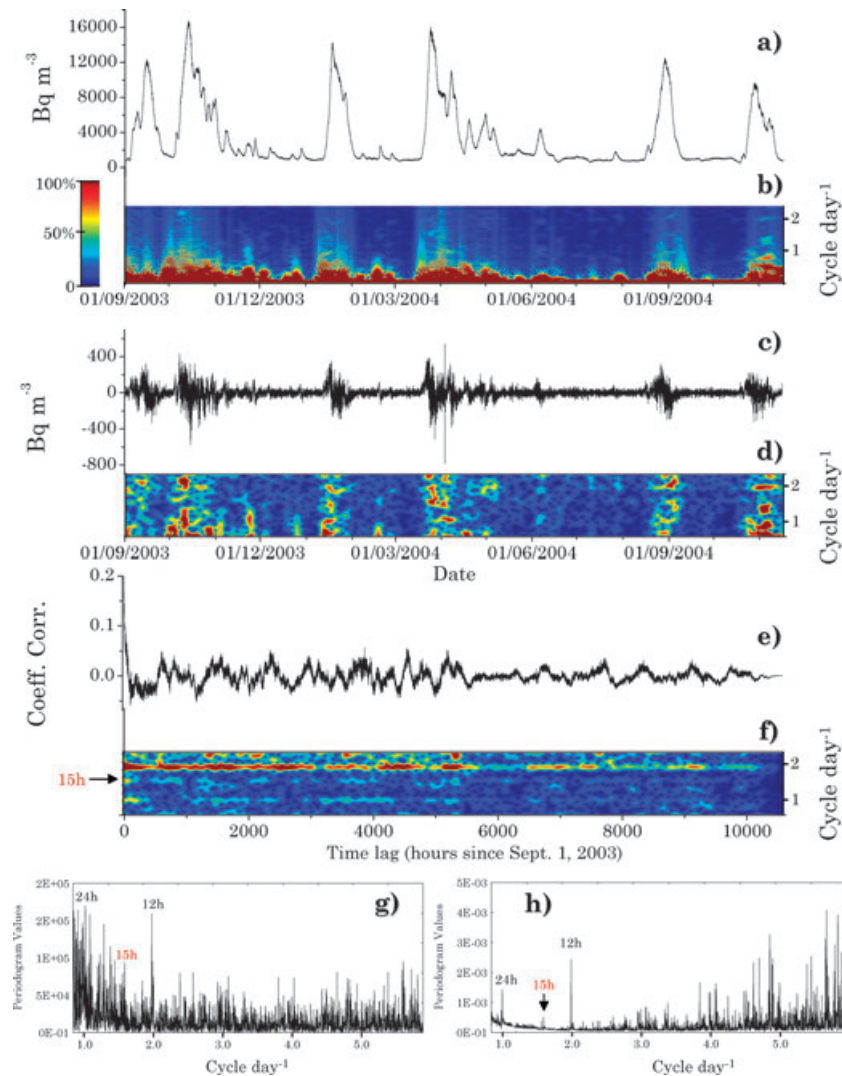 16000
12000
8000
4000
0
Bq m⁻³
a)
100%
50%
0
b)
2
1
Cycle day⁻¹
01/09/2003 01/12/2003 01/03/2004 01/06/2004 01/09/2004
c)
400
0
-400
-800
Bq m⁻³
d)
2
1
Cycle day⁻¹
01/09/2003 01/12/2003 01/03/2004 01/06/2004 01/09/2004
Date
0.2
0.1
0.0
Coeff. Corr.
e)
f)
15h
2
1
Cycle day⁻¹
0 2000 4000 6000 8000 10000
Time lag (hours since Sept. 1, 2003)
g)
2E+05
1E+05
1E+05
5E+04
0E-01
Periodogram Values
24h
15h
12h
1.0 2.0 3.0 4.0 5.0
Cycle day⁻¹
h)
5E-03
4E-03
3E-03
2E-03
1E-03
0E-01
Periodogram Values
24h
15h
12h
1.0 2.0 3.0 4.0 5.0
Cycle day⁻¹